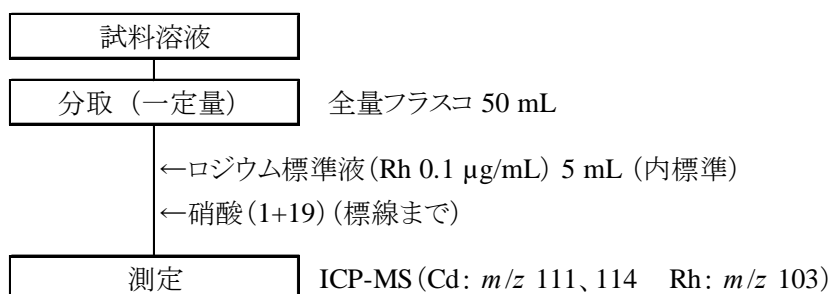 試料溶液
分取（一定量） 全量フラスコ 50 mL
←ロジウム標準液(Rh 0.1 µg/mL) 5 mL (内標準)
←硝酸(1+19)(標線まで)
測定 ICP-MS(Cd: m/z 111、114 Rh: m/z 103)